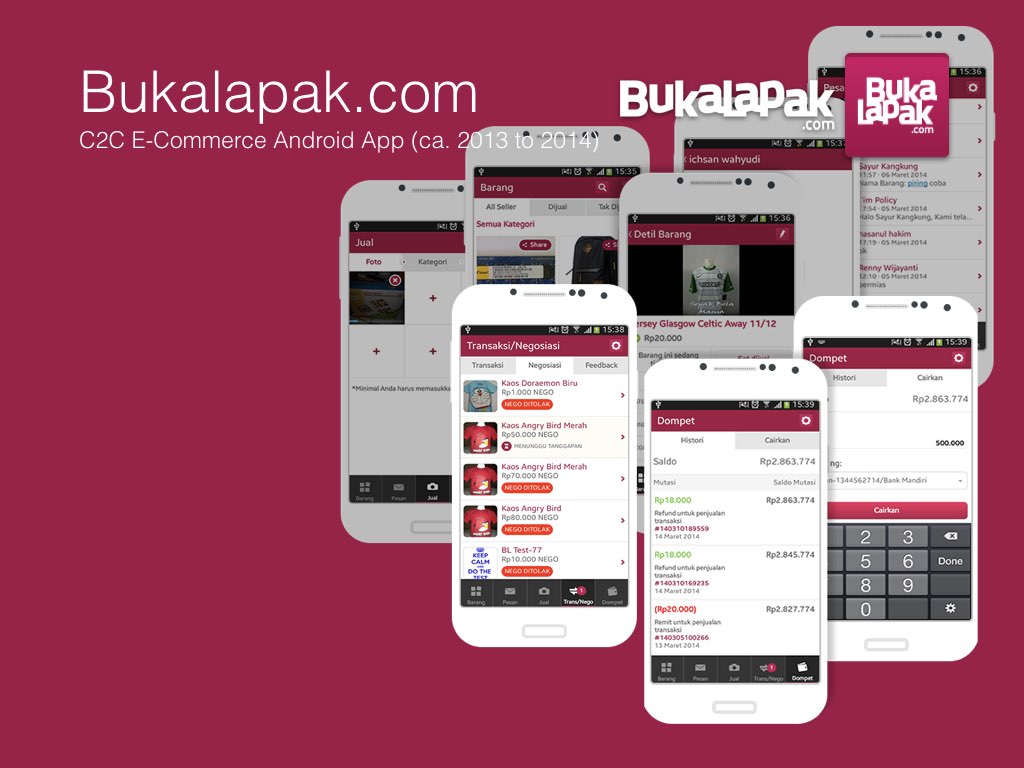 Bukalapak.com
C2C E-Commerce Android App (ca. 2013 to 2014)
BukaLapak
.com
Buka
Lapak
.com
15:36
Sayur Kangkung
11:57 - 06 Maret 2014
Nama Barang: piring coba
Tim Policy
17:54 - 05 Maret 2014
Halo Sayur Kangkung, Kami tela...
hasanul hakim
17:19 - 05 Maret 2014
Renny Wijayanti
12:10 - 05 Maret 2014
ichsan wahyudi
15:35
Barang
All Seller
Dijual
Semua Kategori
Share
15:36
Detil Barang
Jersey Glasgow Celtic Away 11/12
Rp20.000
Barang ini sedang
Jual
Foto
Kategori
*Minimal Anda harus memasukka
Barang
Pesan
Jual
15:38
Transaksi/Negosiasi
Transaksi
Negosiasi
Feedback
Kaos Doraemon Biru
Rp1.000 NEGO
NEGO DITOLAK
Kaos Angry Bird Merah
Rp50.000 NEGO
MENUNGGU TANGGAPAN
Kaos Angry Bird Merah
Rp70.000 NEGO
NEGO DITOLAK
Kaos Angry Bird
Rp80.000 NEGO
NEGO DITOLAK
KEEP
CALM
AND
DO THE
TEST
BL Test-77
Rp10.000 NEGO
NEGO DITOLAK
Barang
Pesan
Jual
Trans/Nego
1
Dompet
15:39
Dompet
Histori
Cairkan
Saldo
Rp2.863.774
Mutasi
Saldo Mutasi
Rp18.000
Rp2.863.774
Refund untuk penjualan
transaksi
#140310189559
14 Maret 2014
Rp18.000
Rp2.845.774
Refund untuk penjualan
transaksi
#140310169235
14 Maret 2014
(Rp20.000)
Rp2.827.774
Remit untuk penjualan
transaksi
#140305100266
13 Maret 2014
Barang
Pesan
Jual
Trans/Nego
1
Dompet
15:39
Dompet
Histori
Cairkan
Rp2.863.774
500.000
ng:
n-1344562714/Bank Mandiri
Cairkan
2
3
5
6
Done
8
9
0